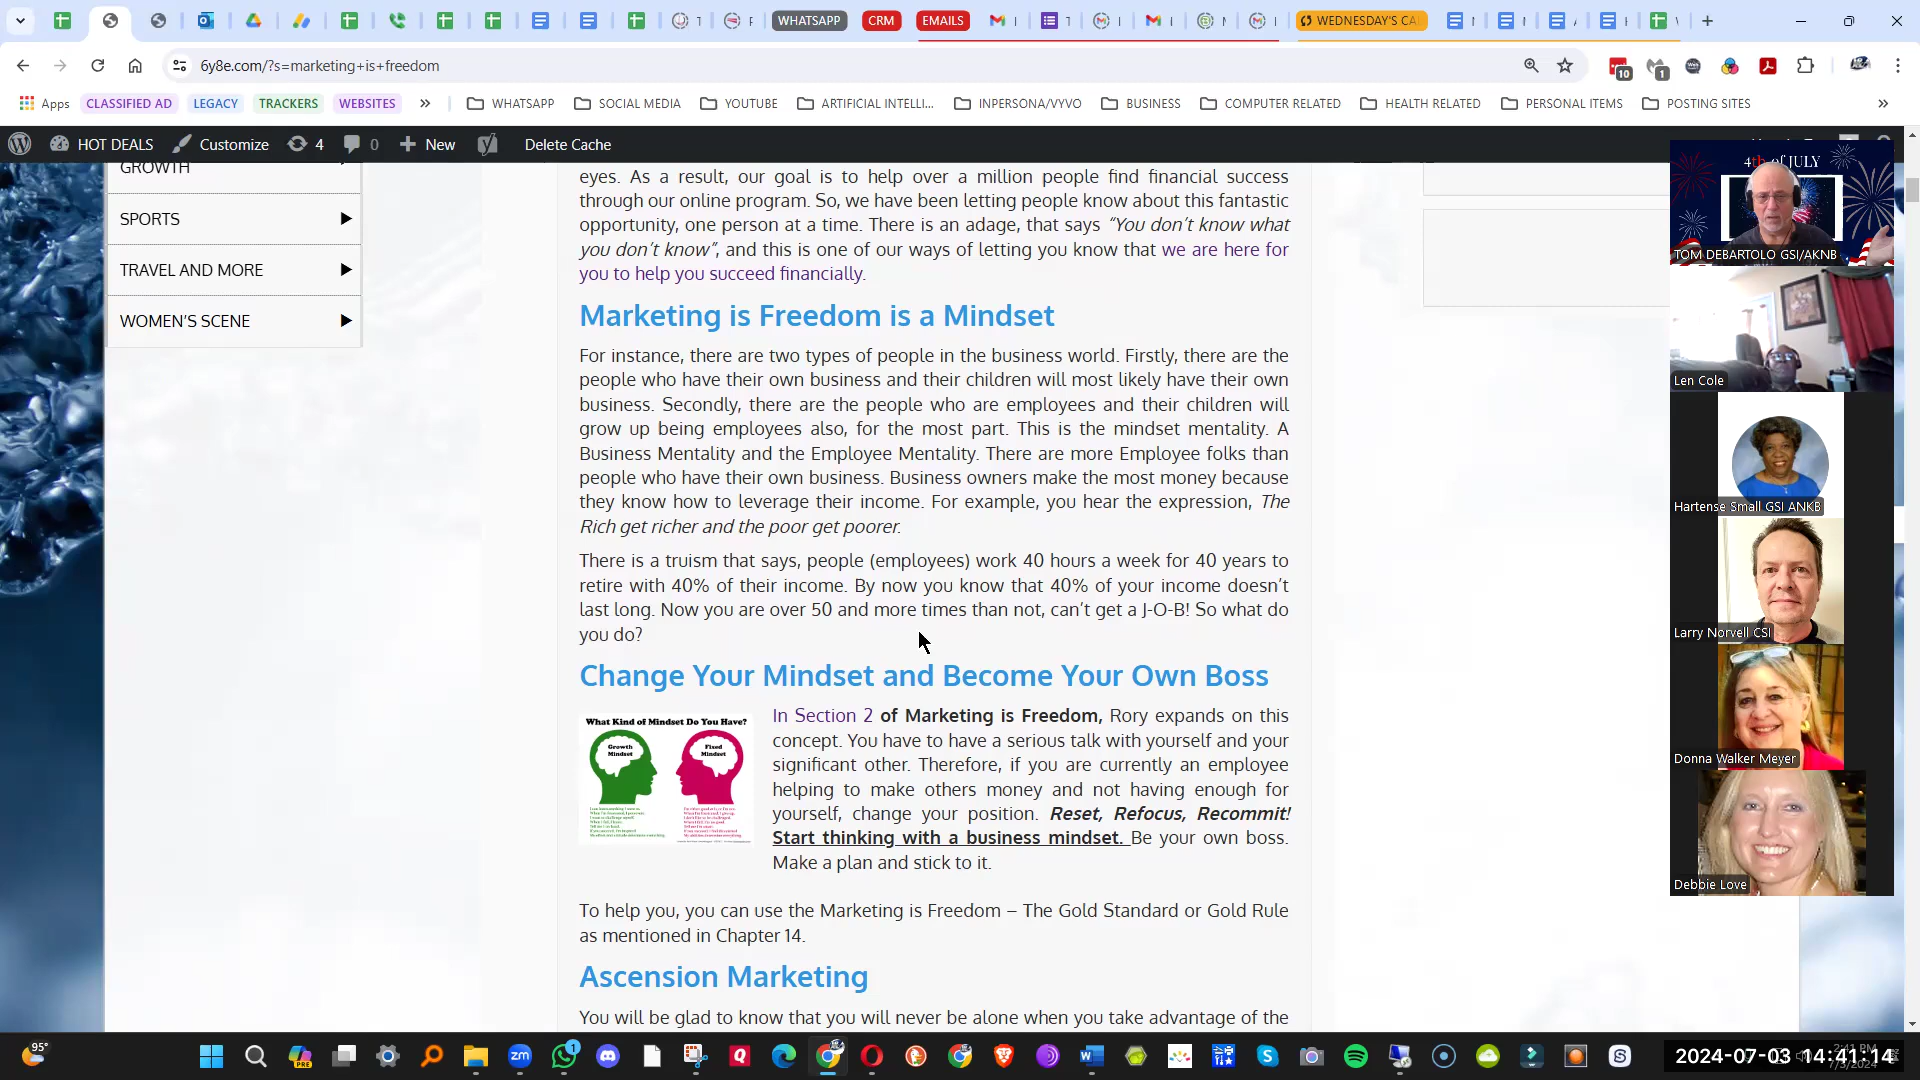 WHATSAPP
CRM
EMAILS
WEDNESDAY'S CA
6y8e.com/?s=marketing+is+freedom
10
1
Apps
CLASSIFIED AD
LEGACY
TRACKERS
WEBSITES
WHATSAPP
SOCIAL MEDIA
YOUTUBE
ARTIFICIAL INTELLI...
INPERSONA/VYVO
BUSINESS
COMPUTER RELATED
HEALTH RELATED
PERSONAL ITEMS
POSTING SITES
HOT DEALS
Customize
4
0
New
Delete Cache
GROWTH
SPORTS
TRAVEL AND MORE
WOMEN'S SCENE
eyes. As a result, our goal is to help over a million people find financial success
through our online program. So, we have been letting people know about this fantastic
opportunity, one person at a time. There is an adage, that says “You don’t know what
you don’t know”, and this is one of our ways of letting you know that we are here for
you to help you succeed financially.
Marketing is Freedom is a Mindset
For instance, there are two types of people in the business world. Firstly, there are the
people who have their own business and their children will most likely have their own
business. Secondly, there are the people who are employees and their children will
grow up being employees also, for the most part. This is the mindset mentality. A
Business Mentality and the Employee Mentality. There are more Employee folks than
people who have their own business. Business owners make the most money because
they know how to leverage their income. For example, you hear the expression, The
Rich get richer and the poor get poorer.
There is a truism that says, people (employees) work 40 hours a week for 40 years to
retire with 40% of their income. By now you know that 40% of your income doesn’t
last long. Now you are over 50 and more times than not, can’t get a J-O-B! So what do
you do?
Change Your Mindset and Become Your Own Boss
What Kind of Mindset Do You Have?
Growth
Mindset
Fixed
Mindset
In Section 2 of Marketing is Freedom, Rory expands on this
concept. You have to have a serious talk with yourself and your
significant other. Therefore, if you are currently an employee
helping to make others money and not having enough for
yourself, change your position. Reset, Refocus, Recommit!
Start thinking with a business mindset. Be your own boss.
Make a plan and stick to it.
To help you, you can use the Marketing is Freedom – The Gold Standard or Gold Rule
as mentioned in Chapter 14.
Ascension Marketing
You will be glad to know that you will never be alone when you take advantage of the
4th of JULY
TOM DEBARTOLO GSI/AKNB
Len Cole
Hartense Small GSI ANKB
Larry Norvell CSI
Donna Walker Meyer
Debbie Love
95°
PRE
zm
1
2024-07-03 14:41:14